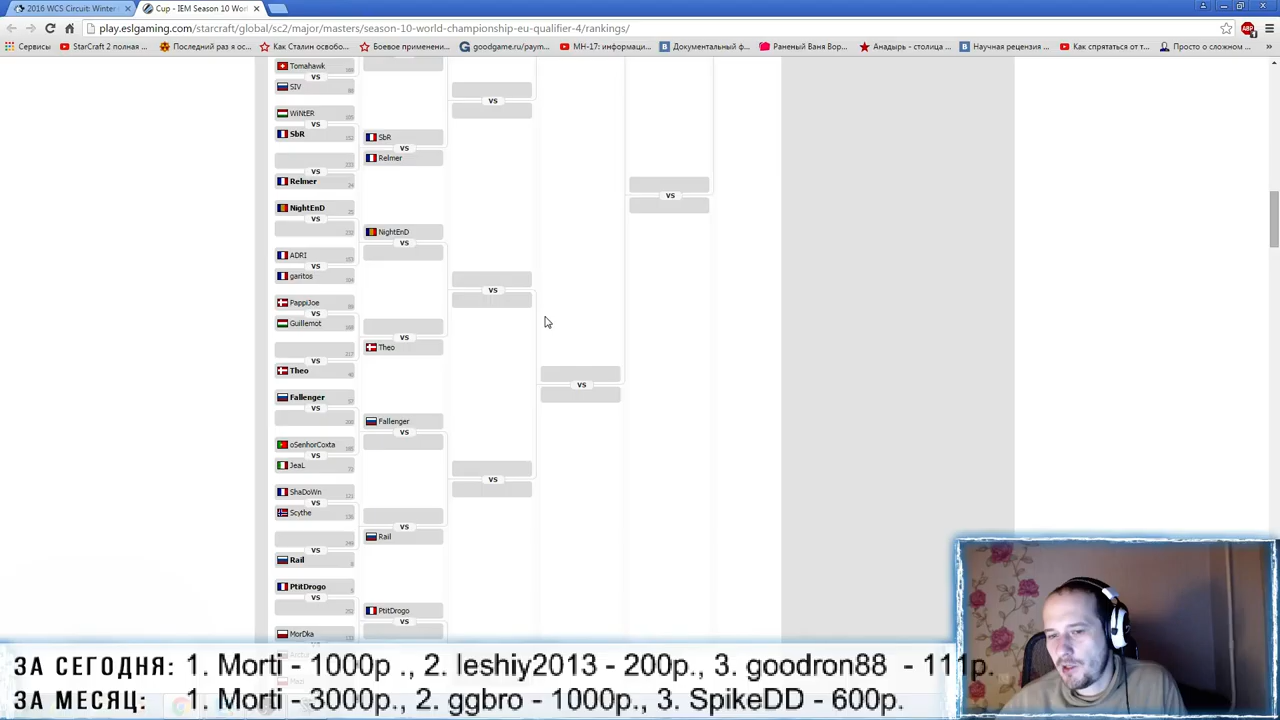 2016 WCS Circuit: Winter
Cup - IEM Season 10 Worl
play.eslgaming.com/starcraft/global/sc2/major/masters/season-10-world-championship-eu-qualifier-4/rankings/
Сервисы
StarCraft 2 полная ...
Последний раз я ос...
Как Сталин освобо...
Боевое применени...
goodgame.ru/paym...
МН-17: информаци...
Документальный ф...
Раненый Ваня Вор...
Анадырь - столица ...
Научная рецензия ...
Как спрятаться от т...
Просто о сложном ...
Tomahawk
VS
SIV
VS
WiNtER
VS
SbR
SbR
VS
Relmer
VS
Relmer
VS
NightEnD
VS
NightEnD
VS
ADRI
VS
garitos
VS
PappiJoe
VS
Guillemot
VS
Theo
VS
Theo
VS
Fallenger
VS
Fallenger
VS
oSenhorCoxta
VS
JeaL
VS
ShaDoWn
VS
Scythe
VS
Rail
VS
Rail
PtitDrogo
VS
PtitDrogo
VS
MorDka
ЗА СЕГОДНЯ: 1. Morti - 1000р ., 2. leshiy2013 - 200р., 3. goodron88 - 111р.
ЗА МЕСЯЦ: 1. Morti - 3000р., 2. ggbro - 1000р., 3. SpikeDD - 600р.